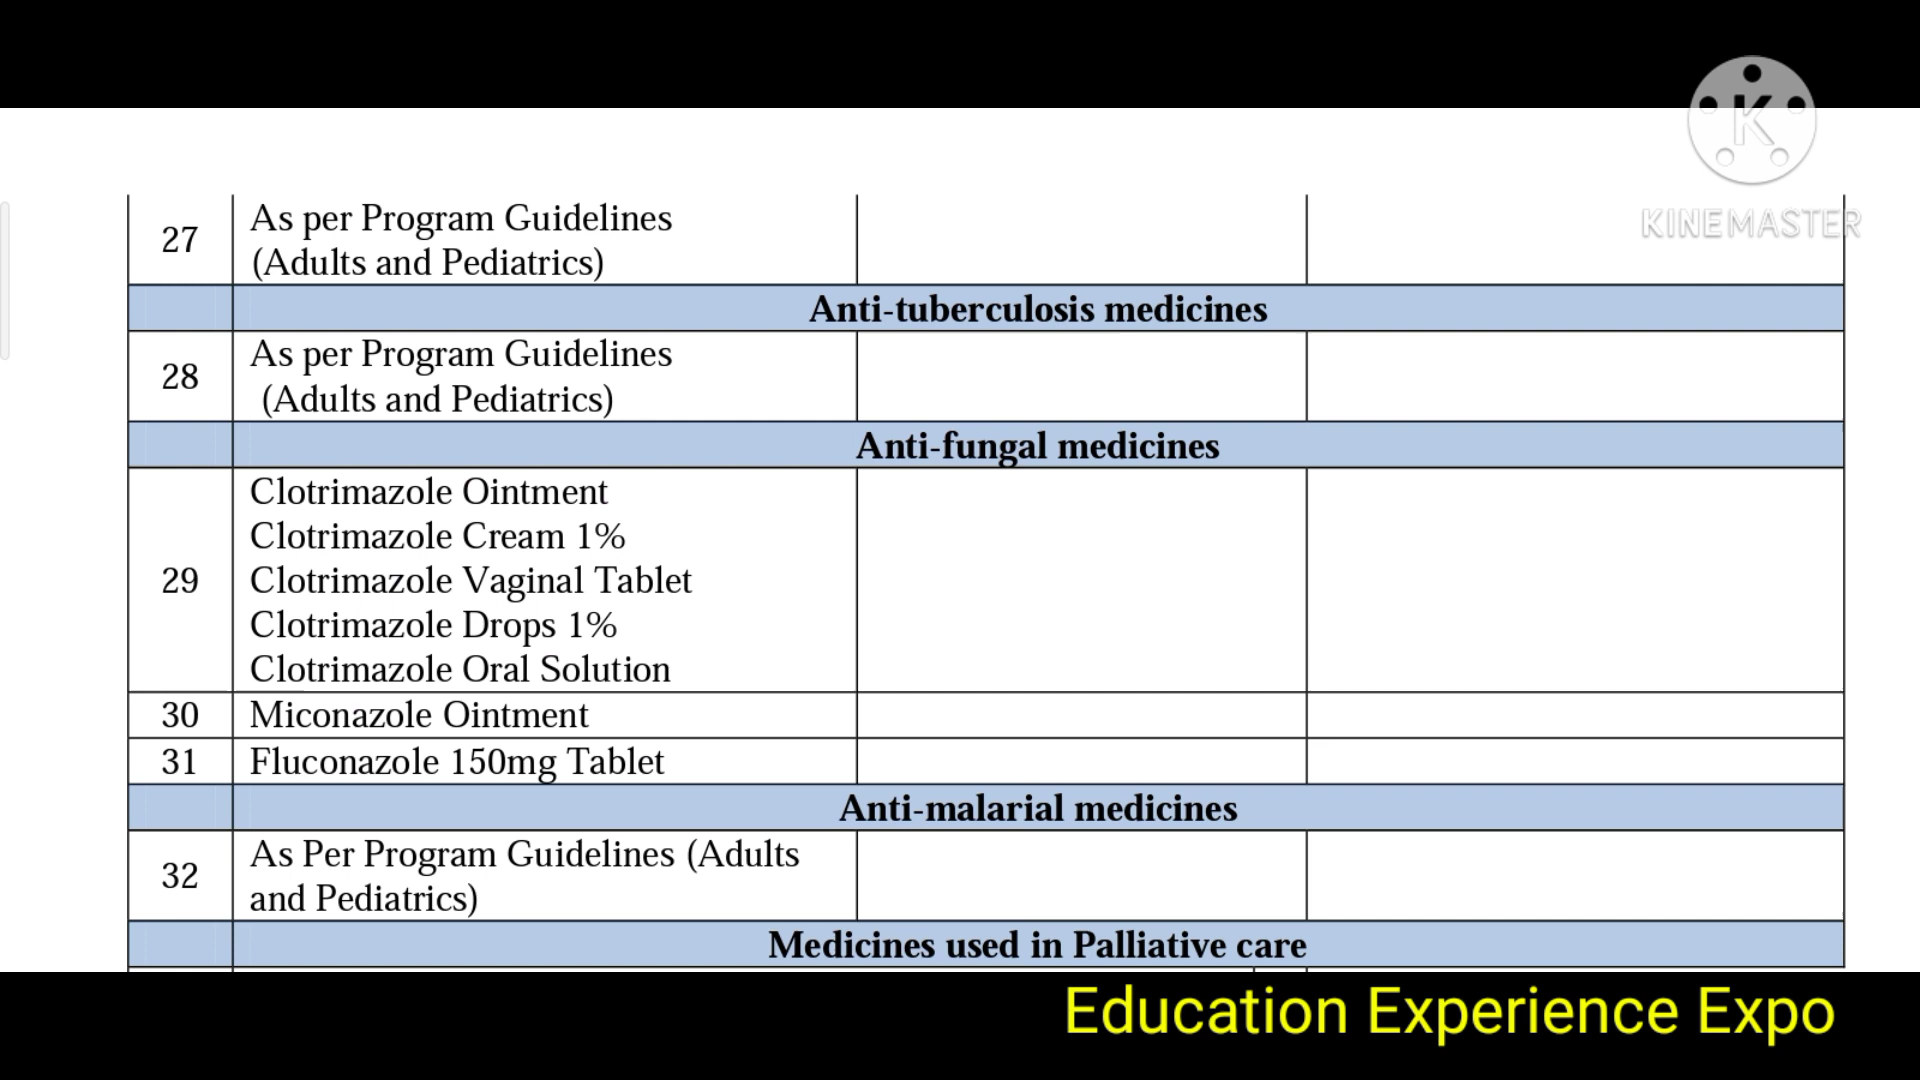 K
KINEMASTER
27
As per Program Guidelines
(Adults and Pediatrics)
Anti-tuberculosis medicines
28
As per Program Guidelines
(Adults and Pediatrics)
Anti-fungal medicines
29
Clotrimazole Ointment
Clotrimazole Cream 1%
Clotrimazole Vaginal Tablet
Clotrimazole Drops 1%
Clotrimazole Oral Solution
30 Miconazole Ointment
31 Fluconazole 150mg Tablet
Anti-malarial medicines
32
As Per Program Guidelines (Adults
and Pediatrics)
Medicines used in Palliative care
Education Experience Expo